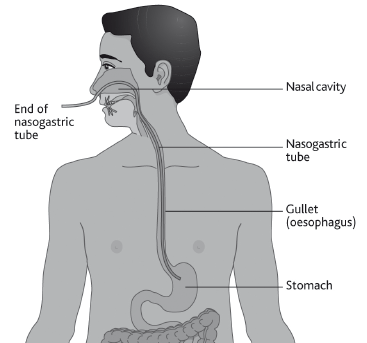 Nasal cavity
End of
nasogastric
tube
Nasogastric
tube
Gullet
(oesophagus)
Stomach